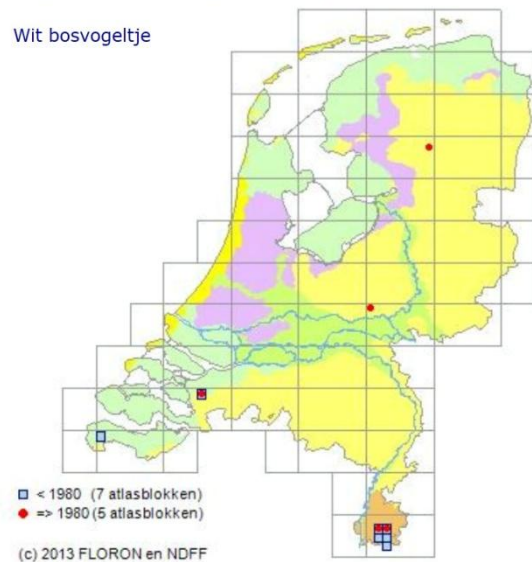 Wit bosvogeltje
< 1980 (7 atlasblokken)
=> 1980 (5 atlasblokken)
(c) 2013 FLORON en NDFF